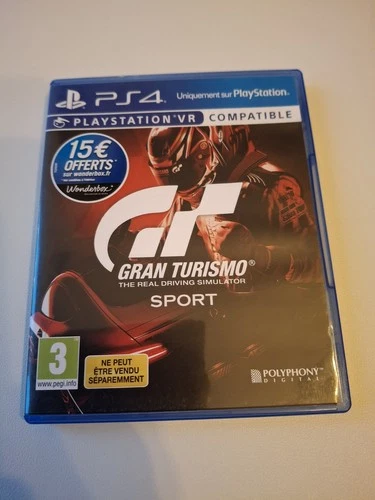 PS4 Uniquement sur PlayStation®
PLAYSTATION®VR COMPATIBLE
15€
OFFERTS*
sur wonderbox.fr
Wonderbox
GT
GRAN TURISMO®
THE REAL DRIVING SIMULATOR
SPORT
3
www.pegi.info
NE PEUT
ÊTRE VENDU
SÉPARÉMENT
POLYPHONY
DIGITAL